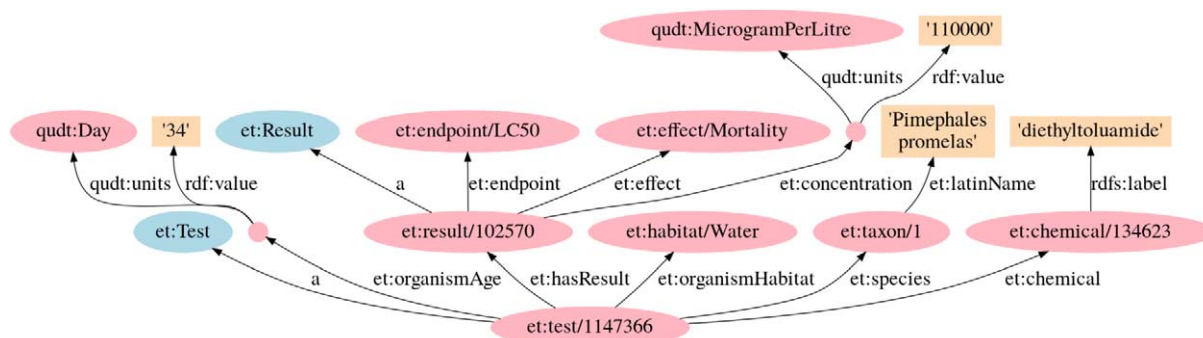 qudt:MicrogramPerLitre
'110000'
qudt:units
rdf:value
qudt:Day
'34'
et:Result
et:endpoint/LC50
et:effect/Mortality
'Pimephales
promelas'
'diethyltoluamide'
qudt:units
rdf:value
a
et:endpoint
et:effect
et:concentration
et:latinName
rdfs:label
et:Test
et:result/102570
et:habitat/Water
et:taxon/1
et:chemical/134623
a
et:organismAge
et:hasResult
et:organismHabitat
et:species
et:chemical
et:test/1147366